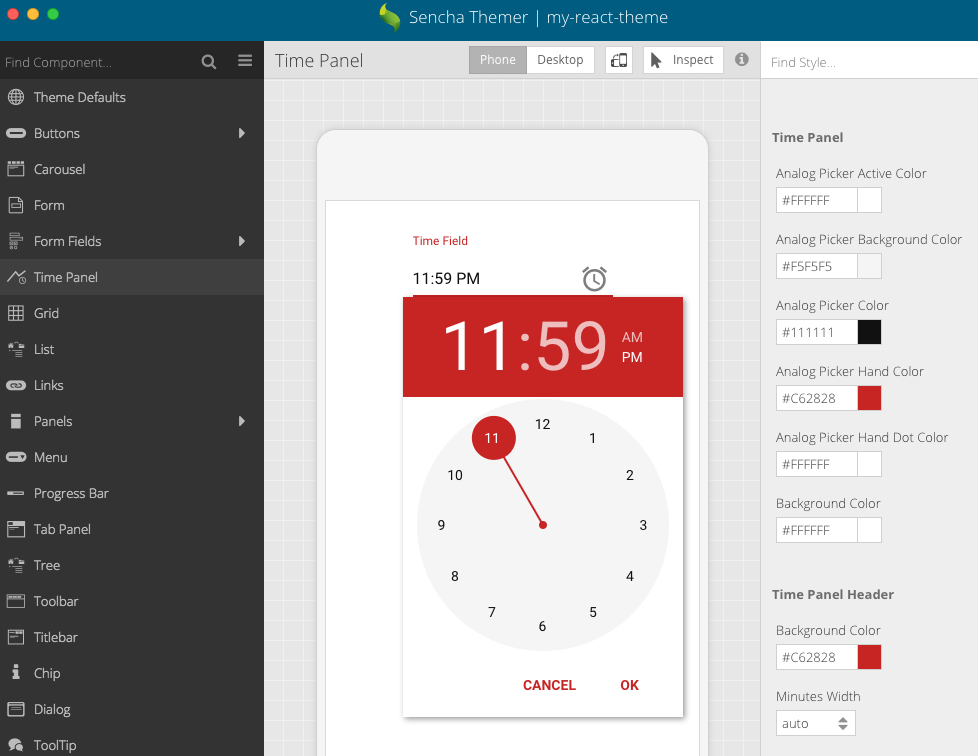 Sencha Themer | my-react-theme
Find Component...
Time Panel
Phone
Desktop
Inspect
Find Style...
Theme Defaults
Buttons
Carousel
Form
Form Fields
Time Panel
Grid
List
Links
Panels
Menu
Progress Bar
Tab Panel
Tree
Toolbar
Titlebar
Chip
Dialog
ToolTip
Time Field
11:59 PM
11:59
AM
PM
12
1
2
3
4
5
6
7
8
9
10
11
CANCEL
OK
Time Panel
Analog Picker Active Color
#FFFFFF
Analog Picker Background Color
#F5F5F5
Analog Picker Color
#111111
Analog Picker Hand Color
#C62828
Analog Picker Hand Dot Color
#FFFFFF
Background Color
#FFFFFF
Time Panel Header
Background Color
#C62828
Minutes Width
auto